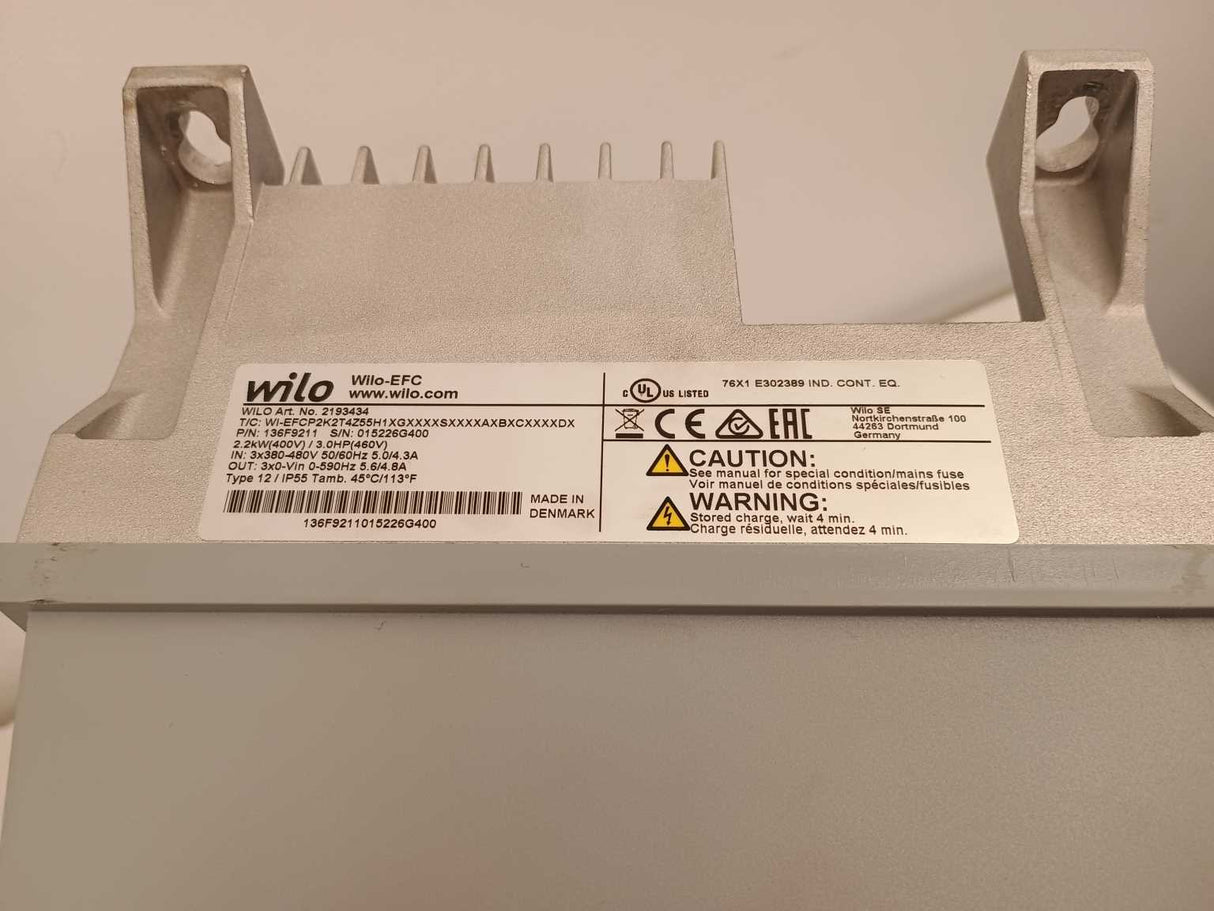 wilo Wilo-EFC
www.wilo.com
WILO Art. No. 2193434
T/C: WI-EFCP2K2T4Z55H1XGXXXXSXXXXAXBXCXXXXDX
P/N: 136F9211 S/N: 015226G400
2.2kW(400V) / 3.0HP(460V)
IN: 3x380-480V 50/60Hz 5.0/4.3A
OUT: 3x0-Vin 0-590Hz 5.6/4.8A
Type 12 / IP55 Tamb. 45°C/113°F
MADE IN
DENMARK
136F9211015226G400
C UL US LISTED 76X1 E302389 IND. CONT. EQ.
CE EAC
Wilo SE
Nortkirchenstraße 100
44263 Dortmund
Germany
CAUTION:
See manual for special condition/mains fuse
Voir manuel de conditions spéciales/fusibles
WARNING:
Stored charge, wait 4 min.
Charge résiduelle, attendez 4 min.